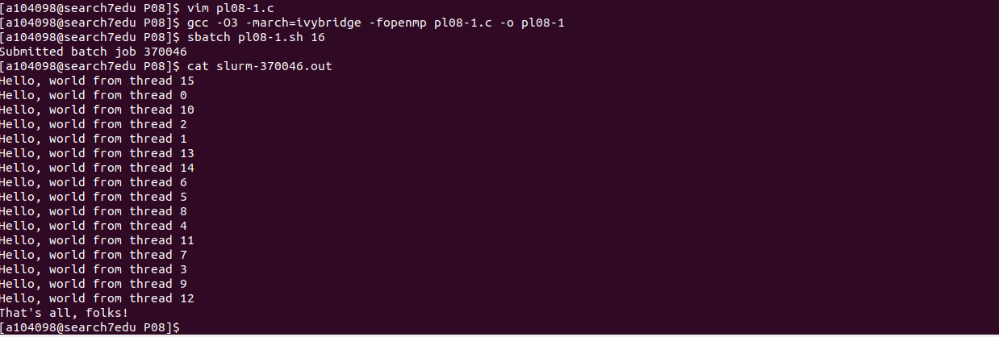 [a104098@search7edu P08]$ vim pl08-1.c
[a104098@search7edu P08]$ gcc -O3 -march=ivybridge -fopenmp pl08-1.c -o pl08-1
[a104098@search7edu P08]$ sbatch pl08-1.sh 16
Submitted batch job 370046
[a104098@search7edu P08]$ cat slurm-370046.out
Hello, world from thread 15
Hello, world from thread 0
Hello, world from thread 10
Hello, world from thread 2
Hello, world from thread 1
Hello, world from thread 13
Hello, world from thread 14
Hello, world from thread 6
Hello, world from thread 5
Hello, world from thread 8
Hello, world from thread 4
Hello, world from thread 11
Hello, world from thread 7
Hello, world from thread 3
Hello, world from thread 9
Hello, world from thread 12
That's all, folks!
[a104098@search7edu P08]$